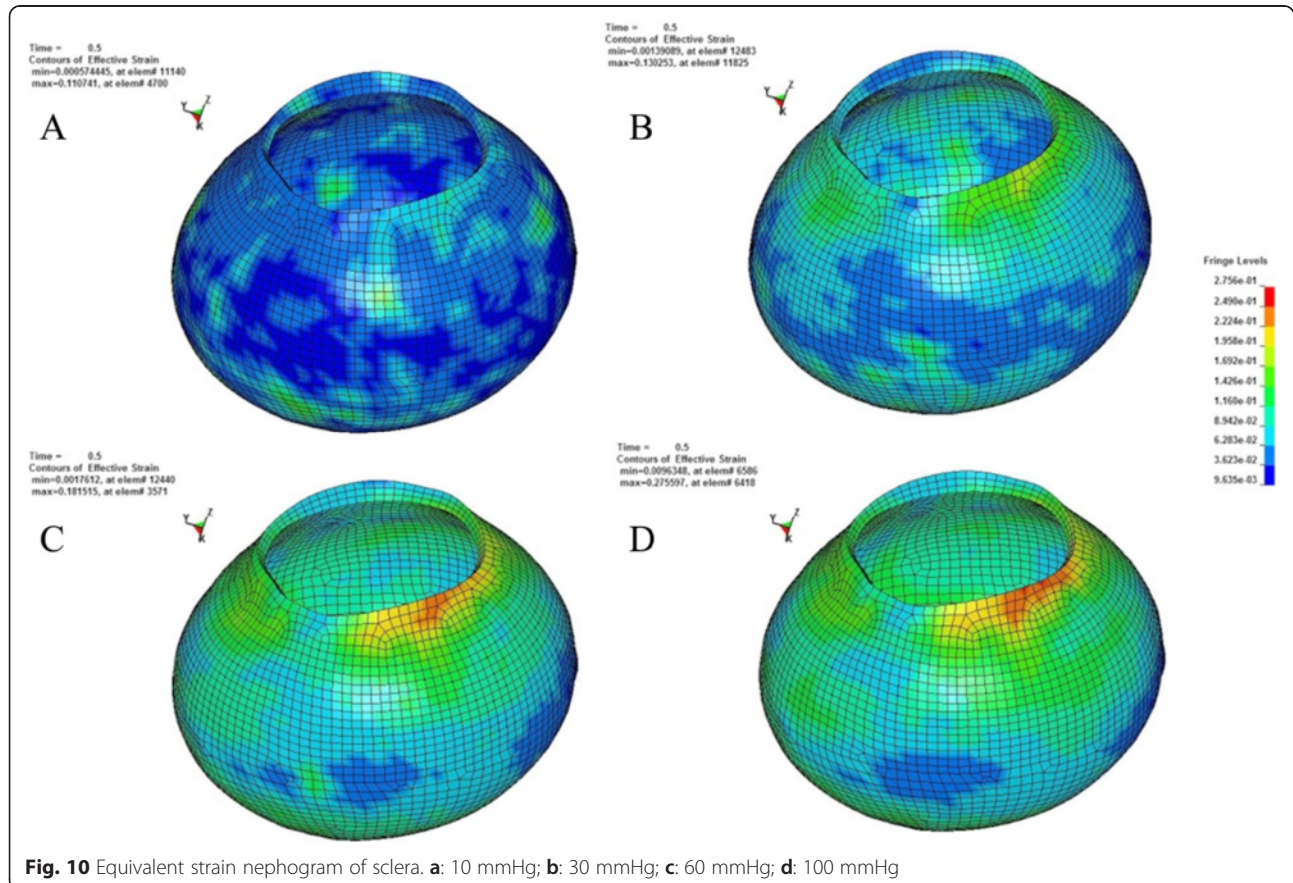 Time =     0.5
Contours of Effective Strain
min=0.000574445, at elem# 11140
max=0.110741, at elem# 4700
Y
Z
X
A
Time =     0.5
Contours of Effective Strain
min=0.00139089, at elem# 12483
max=0.130253, at elem# 11825
Y
Z
X
B
Fringe Levels
2.756e-01
2.490e-01
2.224e-01
1.958e-01
1.692e-01
1.426e-01
1.160e-01
8.942e-02
6.283e-02
3.623e-02
9.635e-03
Time =     0.5
Contours of Effective Strain
min=0.0017612, at elem# 12440
max=0.181515, at elem# 3571
Y
Z
X
C
Time =     0.5
Contours of Effective Strain
min=0.0096348, at elem# 6586
max=0.275597, at elem# 6418
Y
Z
X
D
Fig. 10 Equivalent strain nephogram of sclera. a: 10 mmHg; b: 30 mmHg; c: 60 mmHg; d: 100 mmHg